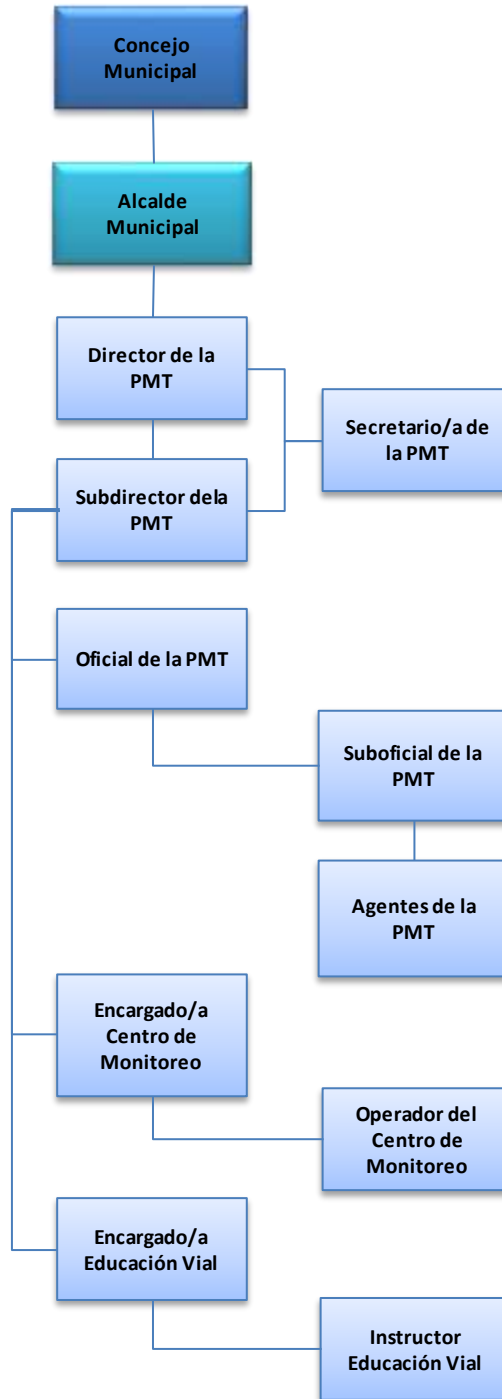 Concejo
Municipal
Alcalde
Municipal
Director de la
PMT
Secretario/a de
la PMT
Subdirector dela
PMT
Oficial de la PMT
Suboficial de la
PMT
Agentes de la
PMT
Encargado/a
Centro de
Monitoreo
Operador del
Centro de
Monitoreo
Encargado/a
Educación Vial
Instructor
Educación Vial